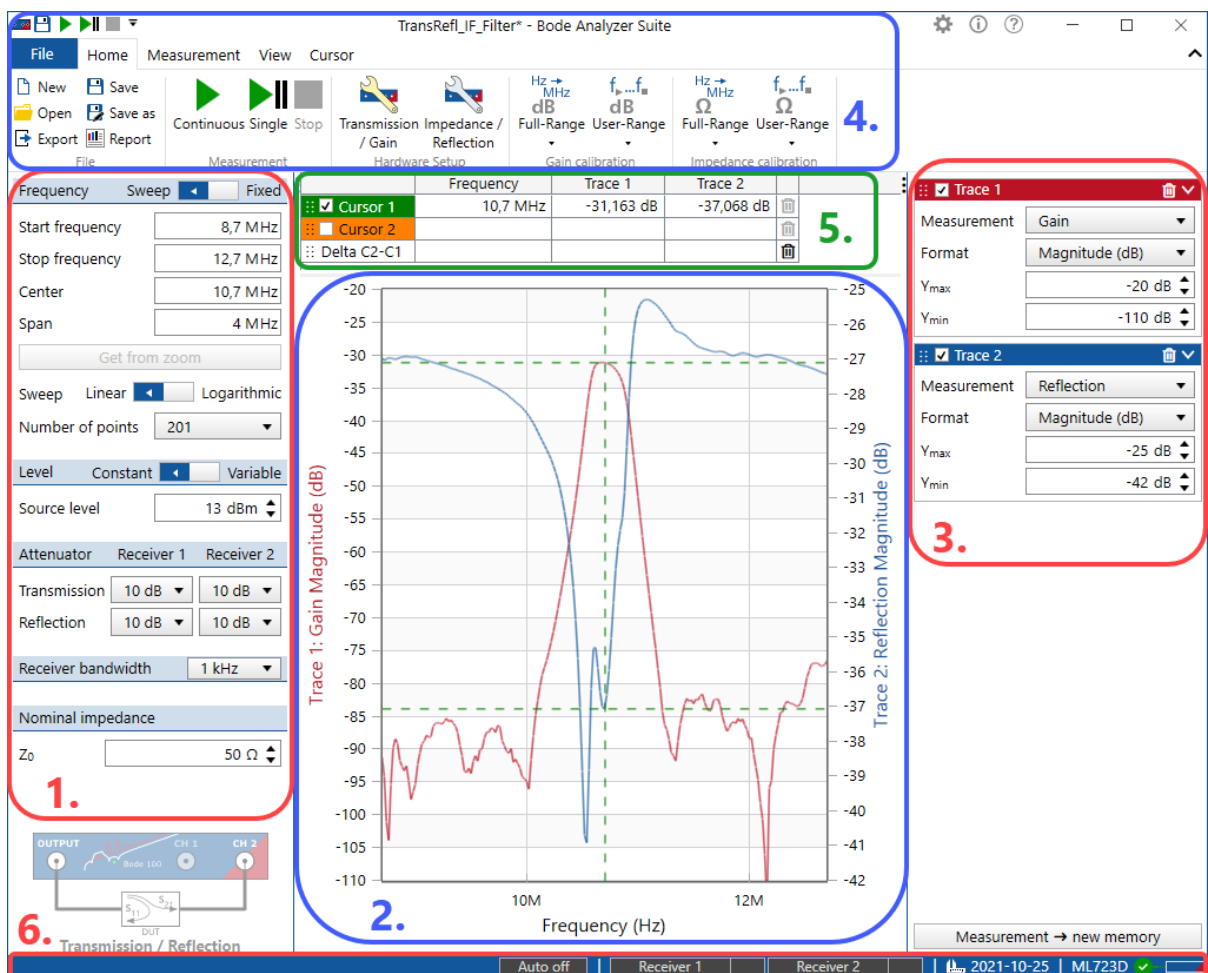 TransRefl_IF_Filter* - Bode Analyzer Suite
File Home Measurement View Cursor
New Save
Open Save as
Export Report
File
Continuous Single Stop
Measurement
Transmission / Gain
Impedance / Reflection
Hardware Setup
Hz → MHz dB Full-Range
f▶...f■ dB User-Range
Gain calibration
Hz → MHz Ω Full-Range
f▶...f■ Ω User-Range
Impedance calibration
4.
Frequency Sweep Fixed
Start frequency 8,7 MHz
Stop frequency 12,7 MHz
Center 10,7 MHz
Span 4 MHz
Get from zoom
Sweep Linear Logarithmic
Number of points 201
Level Constant Variable
Source level 13 dBm
Attenuator Receiver 1 Receiver 2
Transmission 10 dB 10 dB
Reflection 10 dB 10 dB
Receiver bandwidth 1 kHz
Nominal impedance
Z0 50 Ω
1.
OUTPUT CH 1 CH 2
Bode 100
S11 S21
DUT
Transmission / Reflection
6.
Frequency Trace 1 Trace 2
Cursor 1 10,7 MHz -31,163 dB -37,068 dB
Cursor 2
Delta C2-C1
5.
Trace 1: Gain Magnitude (dB)
-20
-25
-30
-35
-40
-45
-50
-55
-60
-65
-70
-75
-80
-85
-90
-95
-100
-105
-110
-25
-26
-27
-28
-29
-30
-31
-32
-33
-34
-35
-36
-37
-38
-39
-40
-41
-42
Trace 2: Reflection Magnitude (dB)
10M 12M
Frequency (Hz)
2.
Trace 1
Measurement Gain
Format Magnitude (dB)
Ymax -20 dB
Ymin -110 dB
Trace 2
Measurement Reflection
Format Magnitude (dB)
Ymax -25 dB
Ymin -42 dB
3.
Measurement → new memory
Auto off Receiver 1 Receiver 2 2021-10-25 ML723D